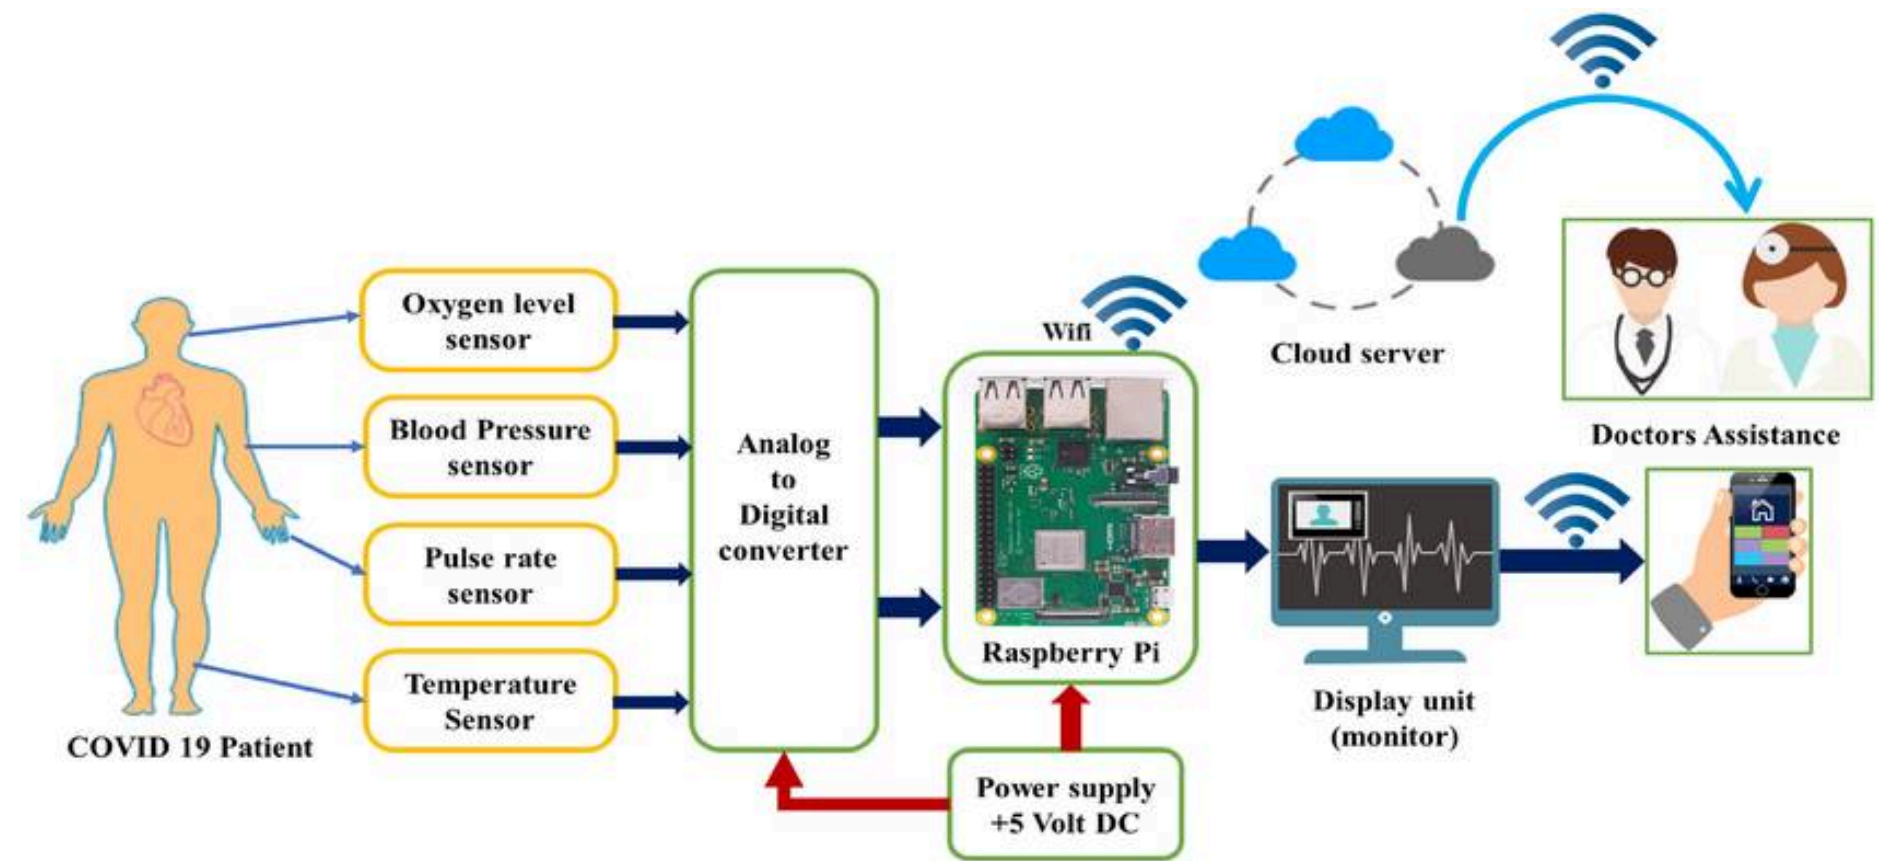 Oxygen level
sensor
Blood Pressure
sensor
Pulse rate
sensor
Temperature
Sensor
COVID 19 Patient
Analog
to
Digital
converter
Wifi
Raspberry Pi
Power supply
+5 Volt DC
Cloud server
Doctors Assistance
Display unit
(monitor)